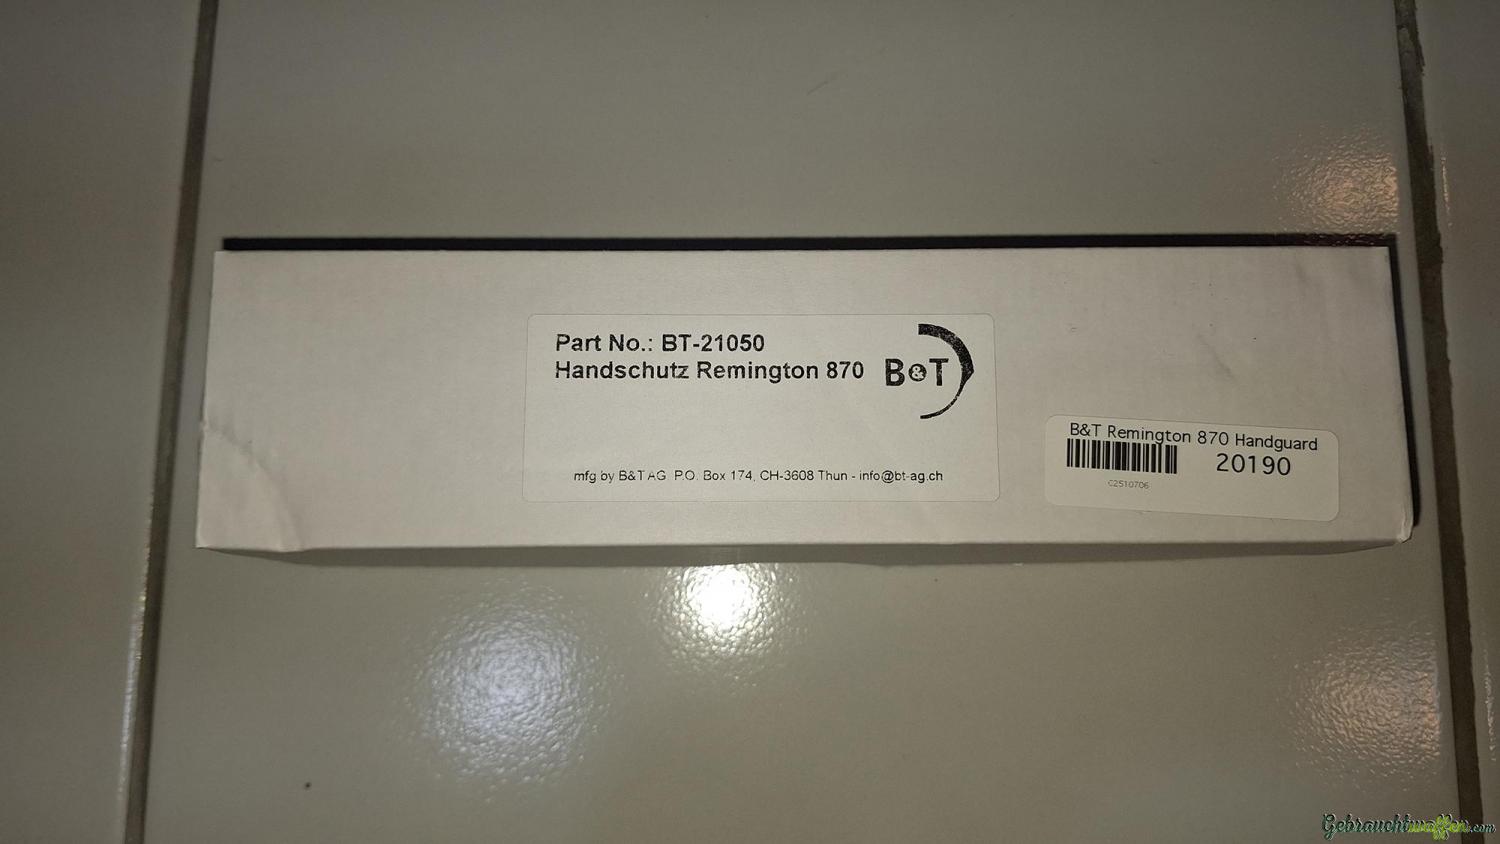 Part No.: BT-21050
Handschutz Remington 870
B&T
mfg by B&T AG P.O. Box 174, CH-3608 Thun - info@bt-ag.ch
B&T Remington 870 Handguard
20190
C2510706
Gebrauchtwaffen.com